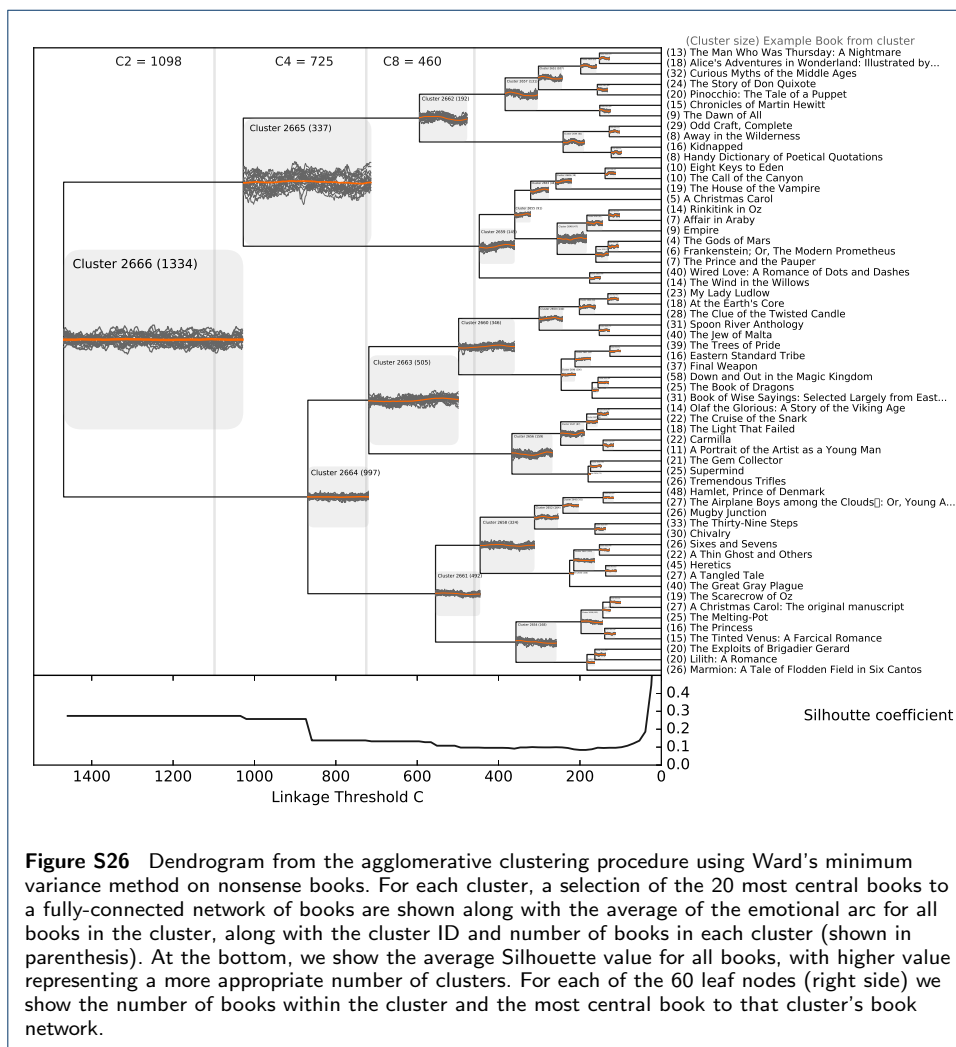 (Cluster size) Example Book from cluster
C2 = 1098
C4 = 725
C8 = 460
(13) The Man Who Was Thursday: A Nightmare
(18) Alice's Adventures in Wonderland: Illustrated by...
(32) Curious Myths of the Middle Ages
(24) The Story of Don Quixote
(20) Pinocchio: The Tale of a Puppet
(15) Chronicles of Martin Hewitt
(9) The Dawn of All
(29) Odd Craft, Complete
(8) Away in the Wilderness
(16) Kidnapped
(8) Handy Dictionary of Poetical Quotations
(10) Eight Keys to Eden
(10) The Call of the Canyon
(19) The House of the Vampire
(5) A Christmas Carol
(14) Rinkitink in Oz
(7) Affair in Araby
(9) Empire
(4) The Gods of Mars
(6) Frankenstein; Or, The Modern Prometheus
(7) The Prince and the Pauper
(40) Wired Love: A Romance of Dots and Dashes
(14) The Wind in the Willows
(23) My Lady Ludlow
(18) At the Earth's Core
(28) The Clue of the Twisted Candle
(31) Spoon River Anthology
(40) The Jew of Malta
(39) The Trees of Pride
(16) Eastern Standard Tribe
(37) Final Weapon
(58) Down and Out in the Magic Kingdom
(25) The Book of Dragons
(31) Book of Wise Sayings: Selected Largely from East...
(14) Olaf the Glorious: A Story of the Viking Age
(22) The Cruise of the Snark
(18) The Light That Failed
(22) Carmilla
(11) A Portrait of the Artist as a Young Man
(21) The Gem Collector
(25) Supermind
(26) Tremendous Trifles
(48) Hamlet, Prince of Denmark
(27) The Airplane Boys among the Clouds▯: Or, Young A...
(26) Mugby Junction
(33) The Thirty-Nine Steps
(30) Chivalry
(26) Sixes and Sevens
(22) A Thin Ghost and Others
(45) Heretics
(27) A Tangled Tale
(40) The Great Gray Plague
(19) The Scarecrow of Oz
(27) A Christmas Carol: The original manuscript
(25) The Melting-Pot
(16) The Princess
(15) The Tinted Venus: A Farcical Romance
(20) The Exploits of Brigadier Gerard
(20) Lilith: A Romance
(26) Marmion: A Tale of Flodden Field in Six Cantos
Cluster 2662 (192)
Cluster 2665 (337)
Cluster 2666 (1334)
Cluster 2660 (346)
Cluster 2663 (505)
Cluster 2664 (997)
Cluster 2658 (324)
Cluster 2661 (492)
0.4
0.3
0.2
0.1
0.0
Silhoutte coefficient
1400 1200 1000 800 600 400 200 0
Linkage Threshold C
Figure S26 Dendrogram from the agglomerative clustering procedure using Ward's minimum
variance method on nonsense books. For each cluster, a selection of the 20 most central books to
a fully-connected network of books are shown along with the average of the emotional arc for all
books in the cluster, along with the cluster ID and number of books in each cluster (shown in
parenthesis). At the bottom, we show the average Silhouette value for all books, with higher value
representing a more appropriate number of clusters. For each of the 60 leaf nodes (right side) we
show the number of books within the cluster and the most central book to that cluster's book
network.